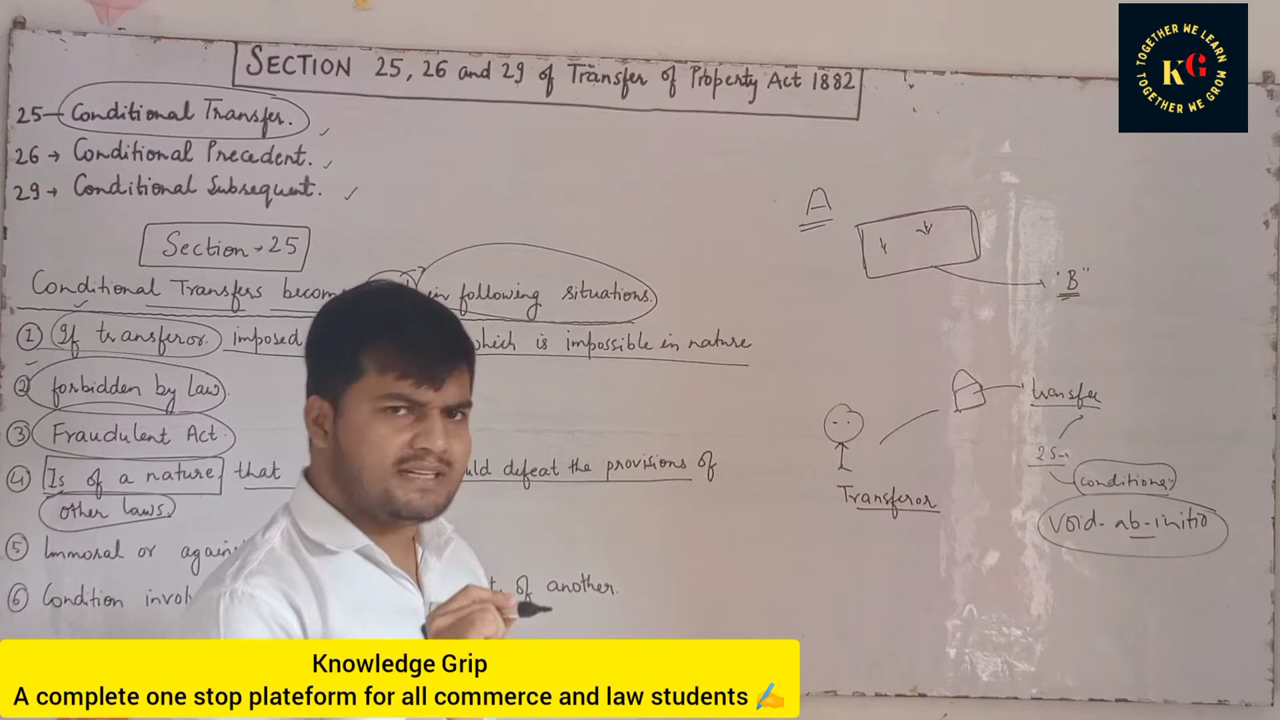 SECTION 25, 26 and 29 of Transfer of Property Act 1882
25 Conditional Transfer.
26 → Conditional Precedent.
29 → Conditional Subsequent.
Section 25
Conditional Transfers in following situations.
① If transferor imposed which is impossible in nature
② forbidden by law.
③ Fraudulent Act.
④ Is of a nature that defeat the provisions of
other laws.
⑤ Immoral or
⑥ Condition of another.
A
"B"
transfer
25
conditions
Void-ab-initio
Transferor
TOGETHER WE LEARN
KG
TOGETHER WE GROW
Knowledge Grip
A complete one stop plateform for all commerce and law students ✍